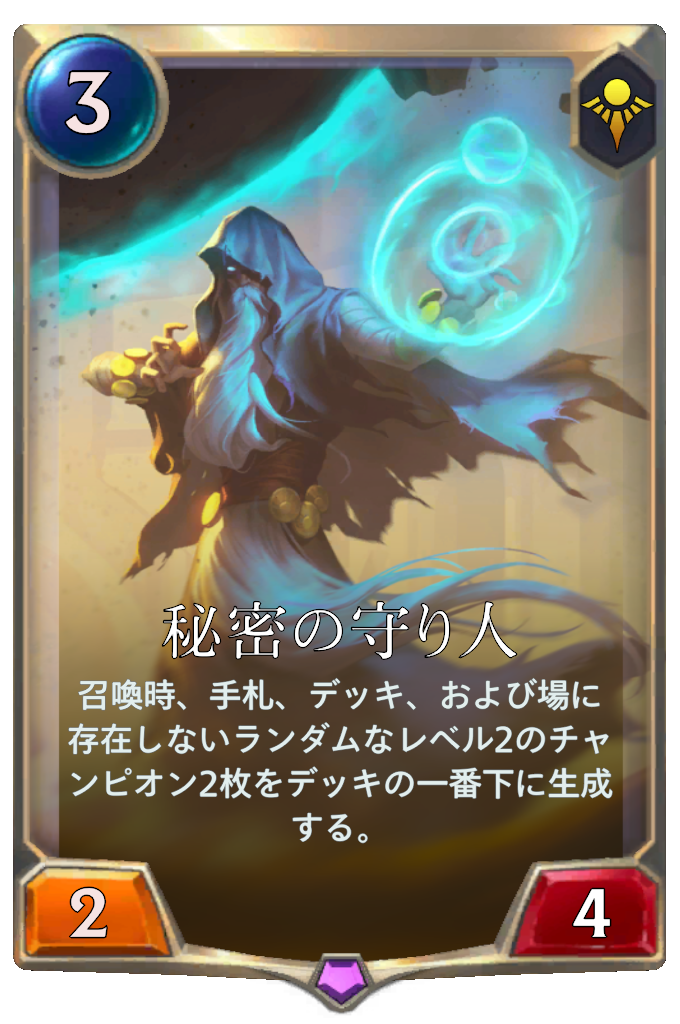 3
秘密の守り人
召喚時、手札、デッキ、および場に
存在しないランダムなレベル2のチャ
ンピオン2枚をデッキの一番下に生成
する。
2
4